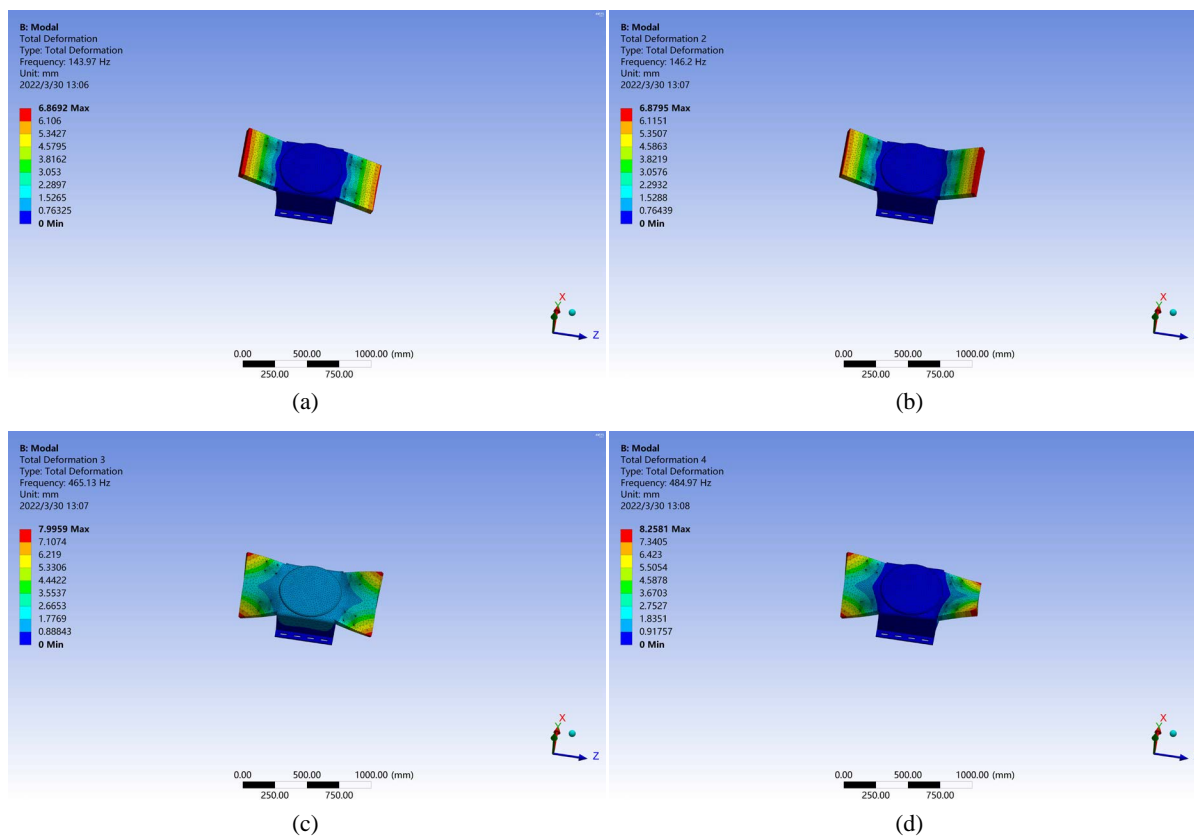 B: Modal
Total Deformation
Type: Total Deformation
Frequency: 143.97 Hz
Unit: mm
2022/3/30 13:06
6.8692 Max
6.106
5.3427
4.5795
3.8162
3.053
2.2897
1.5265
0.76325
0 Min
X
Y
Z
0.00 500.00 1000.00 (mm)
250.00 750.00
(a)
B: Modal
Total Deformation 2
Type: Total Deformation
Frequency: 146.2 Hz
Unit: mm
2022/3/30 13:07
6.8795 Max
6.1151
5.3507
4.5863
3.8219
3.0576
2.2932
1.5288
0.76439
0 Min
X
Y
Z
0.00 500.00 1000.00 (mm)
250.00 750.00
(b)
B: Modal
Total Deformation 3
Type: Total Deformation
Frequency: 465.13 Hz
Unit: mm
2022/3/30 13:07
7.9959 Max
7.1074
6.219
5.3306
4.4422
3.5537
2.6653
1.7769
0.88843
0 Min
X
Y
Z
0.00 500.00 1000.00 (mm)
250.00 750.00
(c)
B: Modal
Total Deformation 4
Type: Total Deformation
Frequency: 484.97 Hz
Unit: mm
2022/3/30 13:08
8.2581 Max
7.3405
6.423
5.5054
4.5878
3.6703
2.7527
1.8351
0.91757
0 Min
X
Y
Z
0.00 500.00 1000.00 (mm)
250.00 750.00
(d)